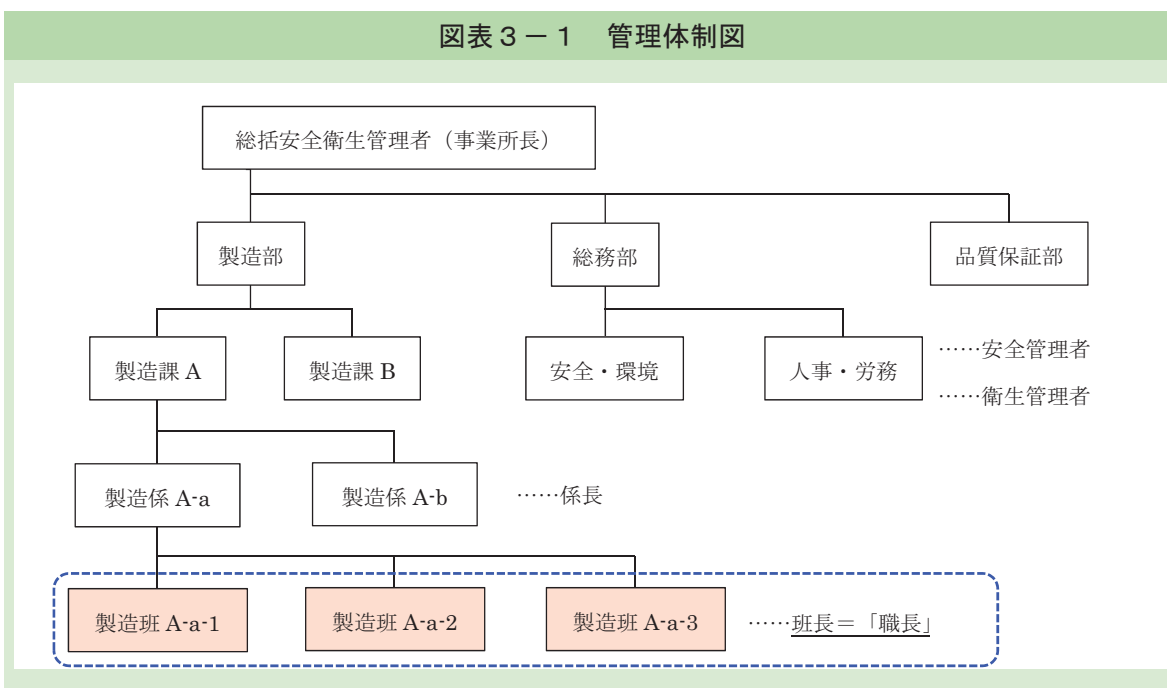 図表3－1 管理体制図
総括安全衛生管理者（事業所長）
製造部
総務部
品質保証部
製造課 A
製造課 B
安全・環境
人事・労務
……安全管理者
……衛生管理者
製造係 A-a
製造係 A-b
……係長
製造班 A-a-1
製造班 A-a-2
製造班 A-a-3
……班長＝「職長」